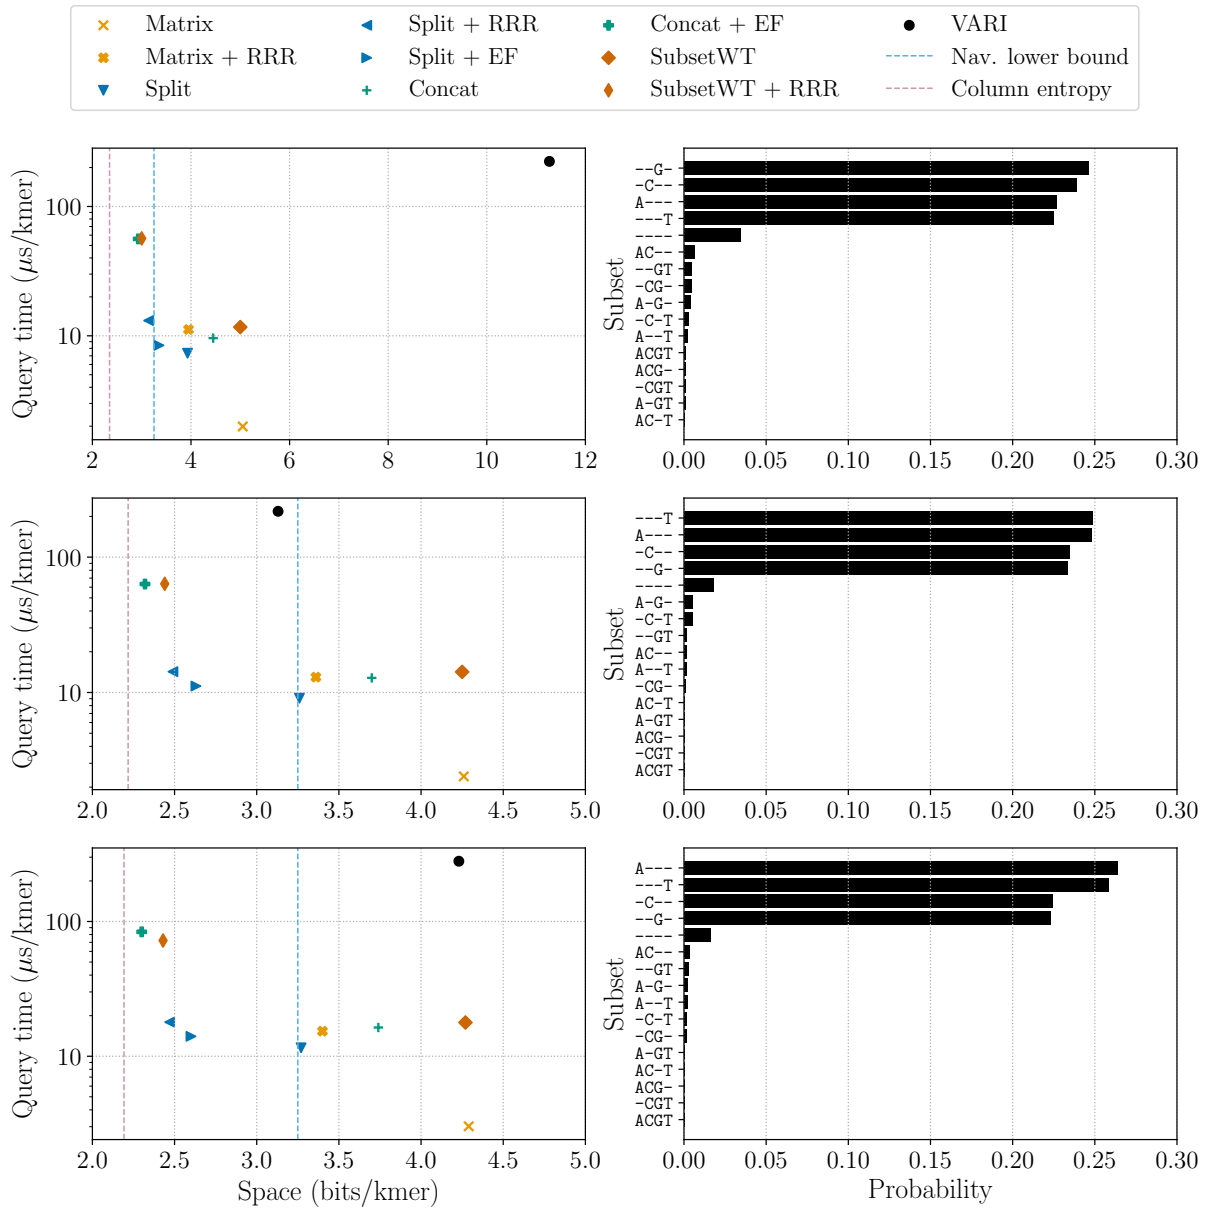 Matrix Split + RRR Concat + EF VARI
Matrix + RRR Split + EF SubsetWT Nav. lower bound
Split Concat SubsetWT + RRR Column entropy
Query time (μs/kmer)
100
10
2 4 6 8 10 12
Subset
--G-
-C--
A---
---T
----
AC--
--GT
-CG-
A-G-
-C-T
A--T
ACGT
ACG-
-CGT
A-GT
AC-T
0.00 0.05 0.10 0.15 0.20 0.25 0.30
Query time (μs/kmer)
100
10
2.0 2.5 3.0 3.5 4.0 4.5 5.0
Subset
---T
A---
-C--
--G-
----
A-G-
-C-T
--GT
AC--
A--T
-CG-
AC-T
A-GT
ACG-
-CGT
ACGT
0.00 0.05 0.10 0.15 0.20 0.25 0.30
Query time (μs/kmer)
100
10
2.0 2.5 3.0 3.5 4.0 4.5 5.0
Space (bits/kmer)
Subset
A---
---T
-C--
--G-
----
AC--
--GT
A-G-
A--T
-C-T
-CG-
A-GT
AC-T
ACG-
-CGT
ACGT
0.00 0.05 0.10 0.15 0.20 0.25 0.30
Probability